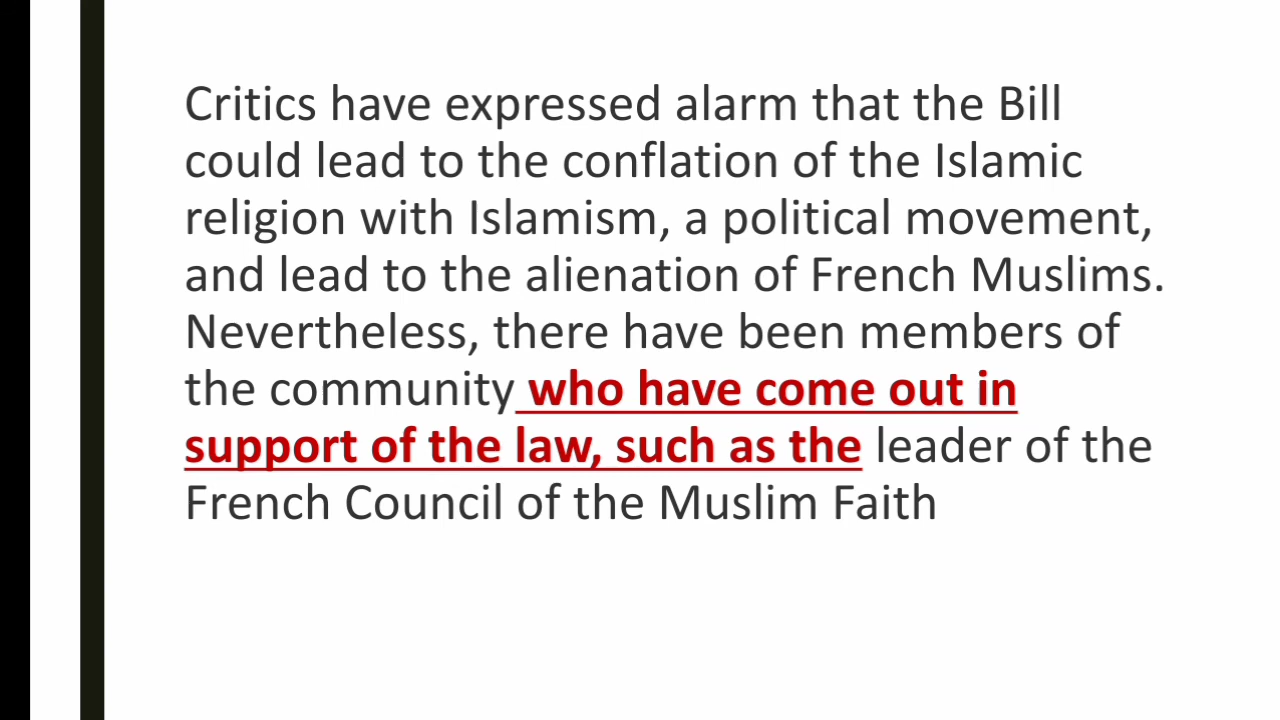 Critics have expressed alarm that the Bill
could lead to the conflation of the Islamic
religion with Islamism, a political movement,
and lead to the alienation of French Muslims.
Nevertheless, there have been members of
the community who have come out in
support of the law, such as the leader of the
French Council of the Muslim Faith